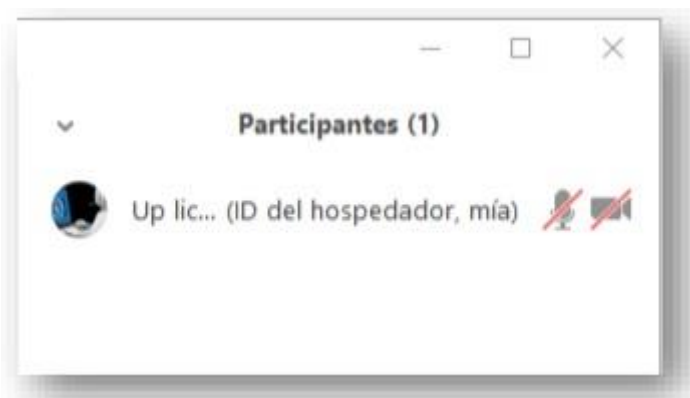 Participantes (1)
Up lic... (ID del hospedador, mía)